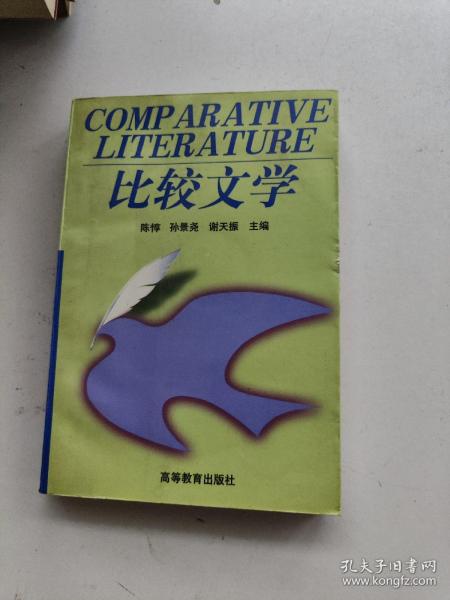 COMPARATIVE
LITERATURE
比较文学
陈惇 孙景尧 谢天振 主编
高等教育出版社
孔夫子旧书网
www.kongfz.com